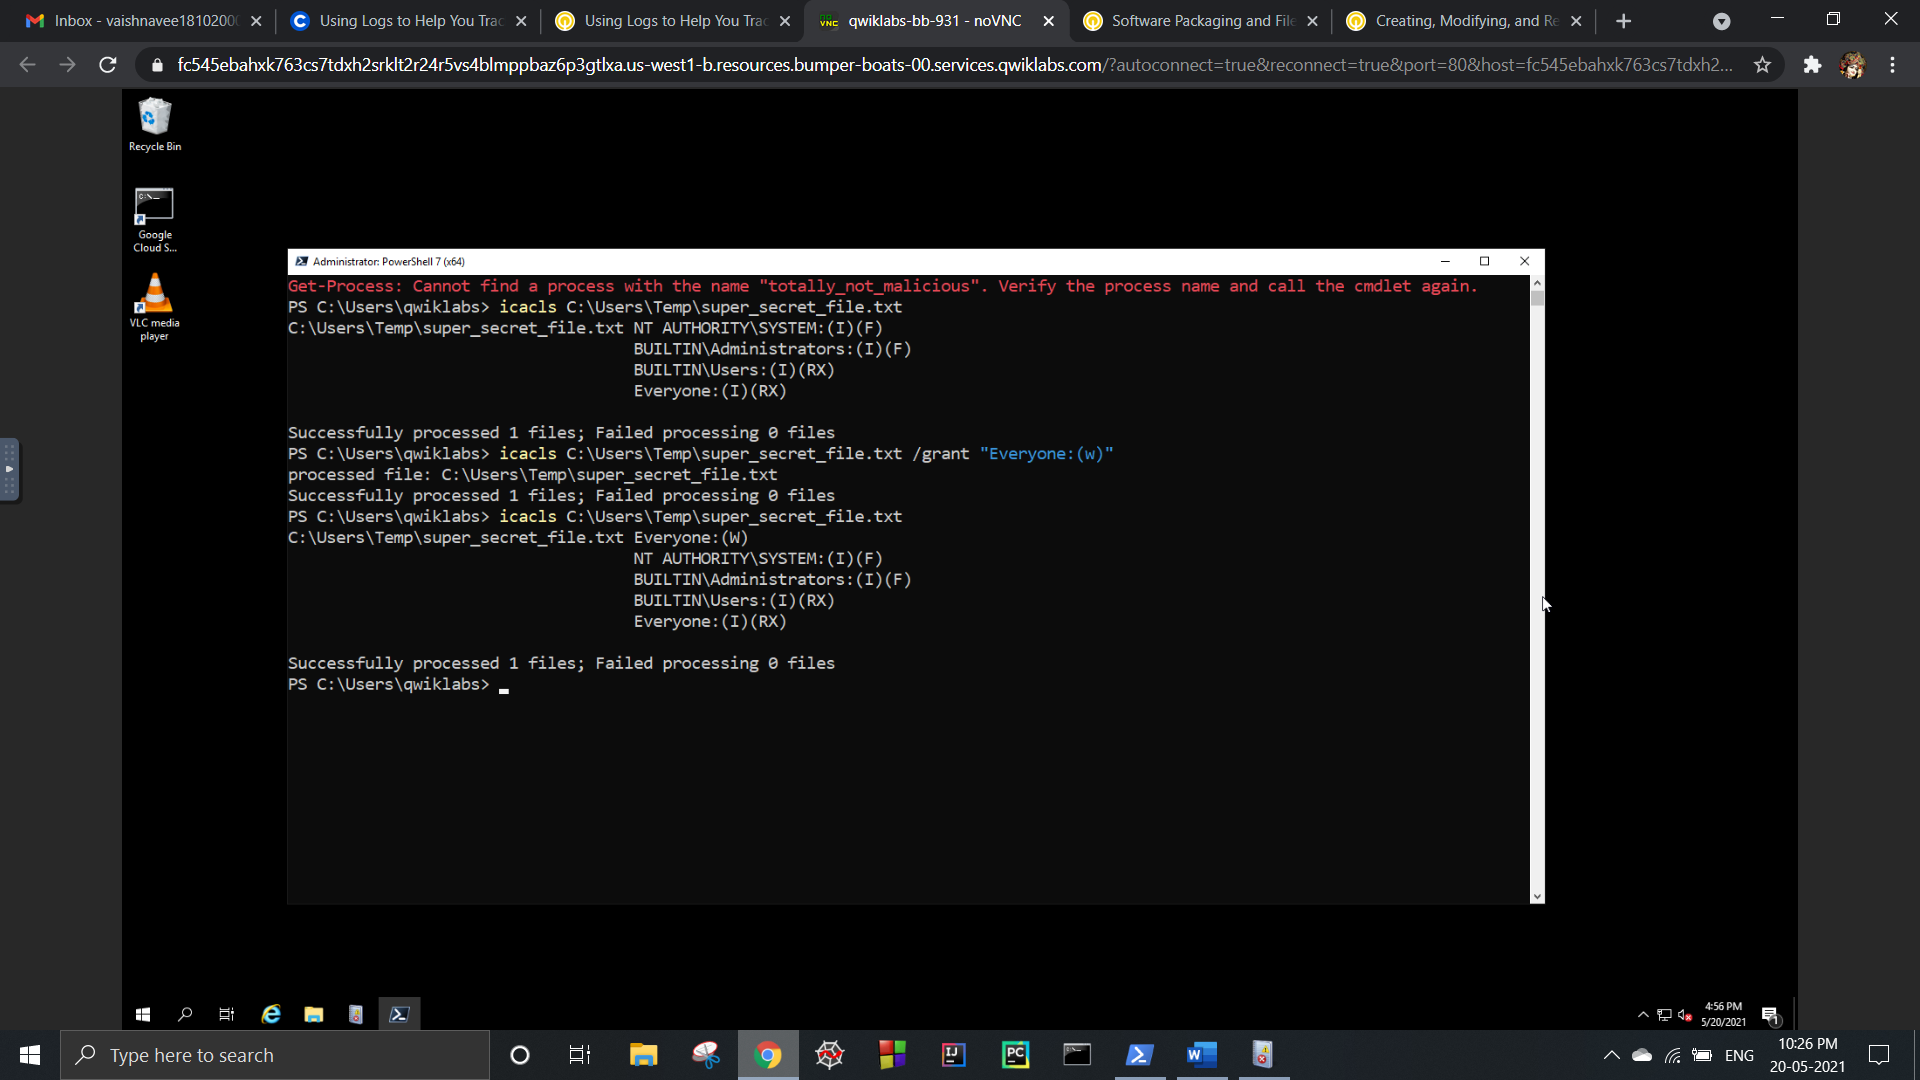 Inbox - vaishnavee1810200
Using Logs to Help You Trac
Using Logs to Help You Trac
qwiklabs-bb-931 - noVNC
Software Packaging and File
Creating, Modifying, and Re
fc545ebahxk763cs7tdxh2srklt2r24r5vs4blmppbaz6p3gtlxa.us-west1-b.resources.bumper-boats-00.services.qwiklabs.com/?autoconnect=true&reconnect=true&port=80&host=fc545ebahxk763cs7tdxh2...
Recycle Bin
Google
Cloud S...
VLC media
player
Administrator: PowerShell 7 (x64)
Get-Process: Cannot find a process with the name "totally_not_malicious". Verify the process name and call the cmdlet again.
PS C:\Users\qwiklabs> icacls C:\Users\Temp\super_secret_file.txt
C:\Users\Temp\super_secret_file.txt NT AUTHORITY\SYSTEM:(I)(F)
BUILTIN\Administrators:(I)(F)
BUILTIN\Users:(I)(RX)
Everyone:(I)(RX)
Successfully processed 1 files; Failed processing 0 files
PS C:\Users\qwiklabs> icacls C:\Users\Temp\super_secret_file.txt /grant "Everyone:(w)"
processed file: C:\Users\Temp\super_secret_file.txt
Successfully processed 1 files; Failed processing 0 files
PS C:\Users\qwiklabs> icacls C:\Users\Temp\super_secret_file.txt
C:\Users\Temp\super_secret_file.txt Everyone:(W)
NT AUTHORITY\SYSTEM:(I)(F)
BUILTIN\Administrators:(I)(F)
BUILTIN\Users:(I)(RX)
Everyone:(I)(RX)
Successfully processed 1 files; Failed processing 0 files
PS C:\Users\qwiklabs>
4:56 PM
5/20/2021
1
Type here to search
ENG
10:26 PM
20-05-2021